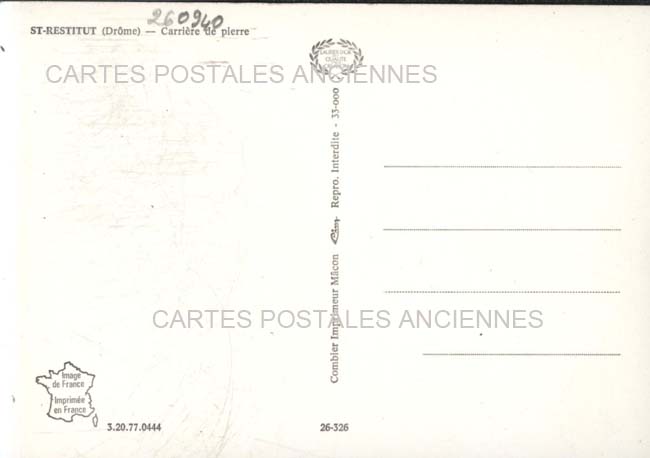 260940
ST-RESTITUT (Drôme) — Carrière de pierre
CARTES POSTALES ANCIENNES
Combier Imprimeur Mâcon Repro. Interdite - 33-000
CARTES POSTALES ANCIENNES
Image
de France
Imprimée
en France
3.20.77.0444
26-326